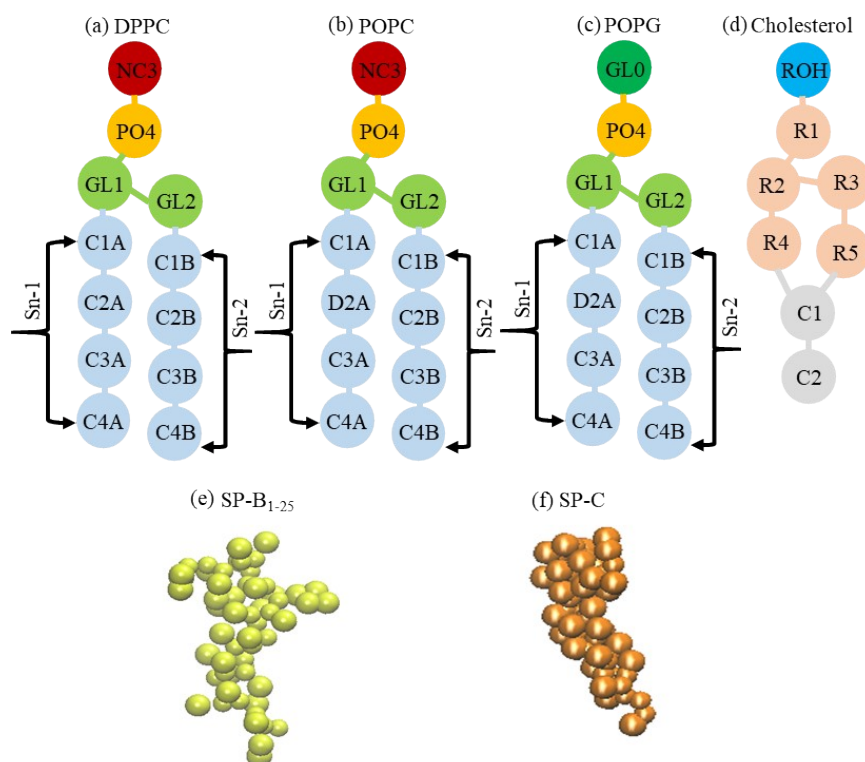 (a) DPPC
NC3
PO4
GL1
GL2
C1A
C2A
C3A
C4A
C1B
C2B
C3B
C4B
Sn-1
Sn-2
(b) POPC
NC3
PO4
GL1
GL2
C1A
D2A
C3A
C4A
C1B
C2B
C3B
C4B
Sn-1
Sn-2
(c) POPG
GL0
PO4
GL1
GL2
C1A
D2A
C3A
C4A
C1B
C2B
C3B
C4B
Sn-1
Sn-2
(d) Cholesterol
ROH
R1
R2
R3
R4
R5
C1
C2
(e) SP-B1-25
(f) SP-C